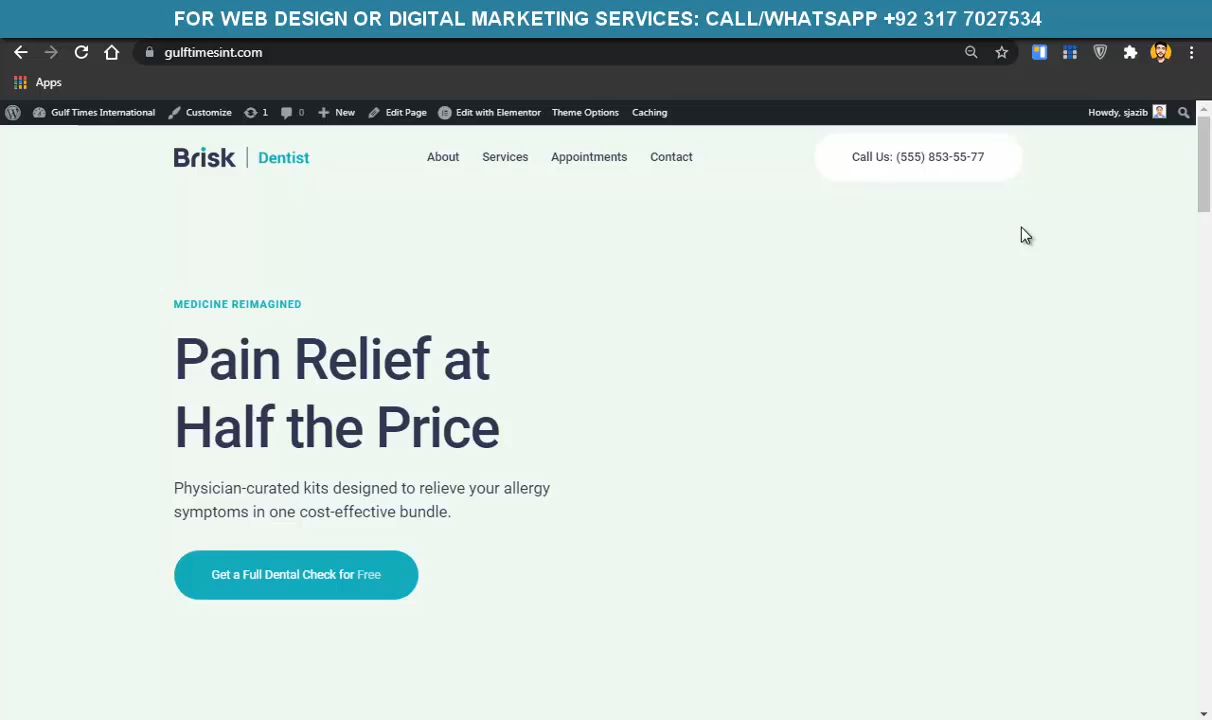 FOR WEB DESIGN OR DIGITAL MARKETING SERVICES: CALL/WHATSAPP +92 317 7027534
gulftimesint.com
Apps
Gulf Times International Customize 1 0 New Edit Page Edit with Elementor Theme Options Caching Howdy, sjazib
Brisk Dentist About Services Appointments Contact Call Us: (555) 853-55-77
MEDICINE REIMAGINED
Pain Relief at
Half the Price
Physician-curated kits designed to relieve your allergy
symptoms in one cost-effective bundle.
Get a Full Dental Check for Free